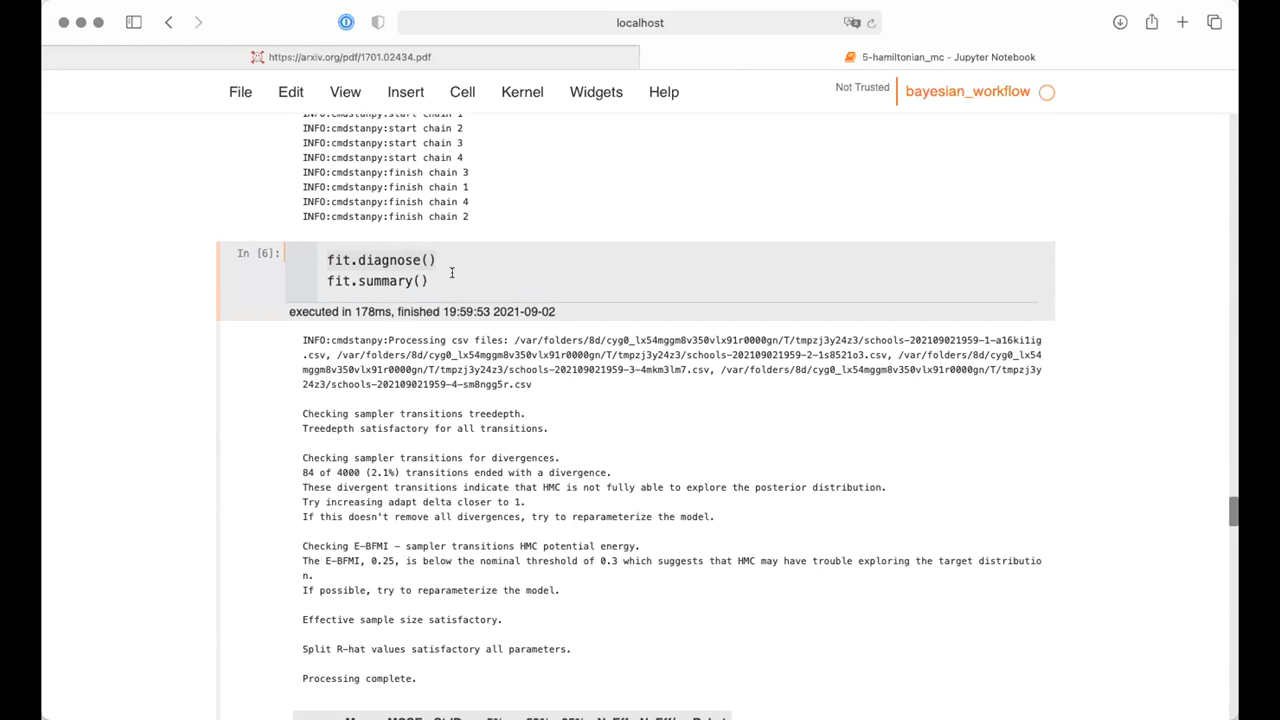 localhost
https://arxiv.org/pdf/1701.02434.pdf
5-hamiltonian_mc - Jupyter Notebook
File Edit View Insert Cell Kernel Widgets Help
Not Trusted
bayesian_workflow
INFO:cmdstanpy:start chain 1
INFO:cmdstanpy:start chain 2
INFO:cmdstanpy:start chain 3
INFO:cmdstanpy:start chain 4
INFO:cmdstanpy:finish chain 3
INFO:cmdstanpy:finish chain 1
INFO:cmdstanpy:finish chain 4
INFO:cmdstanpy:finish chain 2
In [6]:
fit.diagnose()
fit.summary()
executed in 178ms, finished 19:59:53 2021-09-02
INFO:cmdstanpy:Processing csv files: /var/folders/8d/cyg0_lx54mggm8v350vlx91r0000gn/T/tmpzj3y24z3/schools-202109021959-1-a16ki1ig
.csv, /var/folders/8d/cyg0_lx54mggm8v350vlx91r0000gn/T/tmpzj3y24z3/schools-202109021959-2-1s8521o3.csv, /var/folders/8d/cyg0_lx54
mggm8v350vlx91r0000gn/T/tmpzj3y24z3/schools-202109021959-3-4mkm3lm7.csv, /var/folders/8d/cyg0_lx54mggm8v350vlx91r0000gn/T/tmpzj3y
24z3/schools-202109021959-4-sm8ngg5r.csv
Checking sampler transitions treedepth.
Treedepth satisfactory for all transitions.
Checking sampler transitions for divergences.
84 of 4000 (2.1%) transitions ended with a divergence.
These divergent transitions indicate that HMC is not fully able to explore the posterior distribution.
Try increasing adapt delta closer to 1.
If this doesn't remove all divergences, try to reparameterize the model.
Checking E-BFMI - sampler transitions HMC potential energy.
The E-BFMI, 0.25, is below the nominal threshold of 0.3 which suggests that HMC may have trouble exploring the target distributio
n.
If possible, try to reparameterize the model.
Effective sample size satisfactory.
Split R-hat values satisfactory all parameters.
Processing complete.